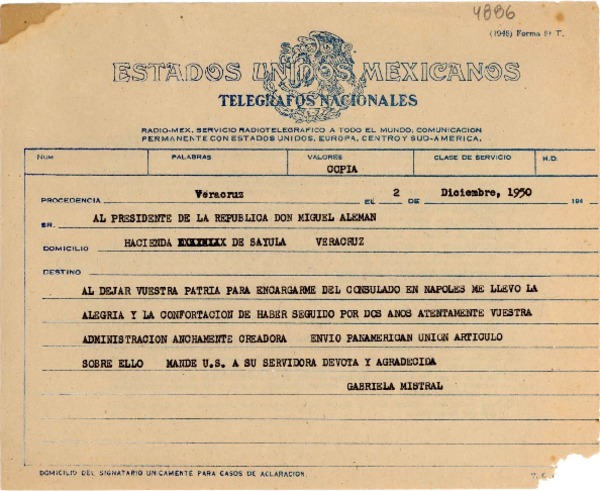 4886
(1948) Forma 91 T.
ESTADOS UNIDOS MEXICANOS
TELEGRAFOS NACIONALES
RADIO-MEX, SERVICIO RADIOTELEGRAFICO A TODO EL MUNDO, COMUNICACION
PERMANENTE CON ESTADOS UNIDOS, EUROPA, CENTRO Y SUD-AMERICA.
NUM PALABRAS VALORES CLASE DE SERVICIO H.D.
COPIA
PROCEDENCIA Veracruz EL 2 DE Diciembre, 1950 194
SR. AL PRESIDENTE DE LA REPUBLICA DON MIGUEL ALEMAN
DOMICILIO HACIENDA DE SAYULA VERACRUZ
DESTINO
AL DEJAR VUESTRA PATRIA PARA ENCARGARME DEL CONSULADO EN NAPOLES ME LLEVO LA
ALEGRIA Y LA CONFORTACION DE HABER SEGUIDO POR DOS ANOS ATENTAMENTE VUESTRA
ADMINISTRACION ANCHAMENTE CREADORA ENVIO PANAMERICAN UNION ARTICULO
SOBRE ELLO MANDE U.S. A SU SERVIDORA DEVOTA Y AGRADECIDA
GABRIELA MISTRAL
DOMICILIO DEL SIGNATARIO UNICAMENTE PARA CASOS DE ACLARACION.